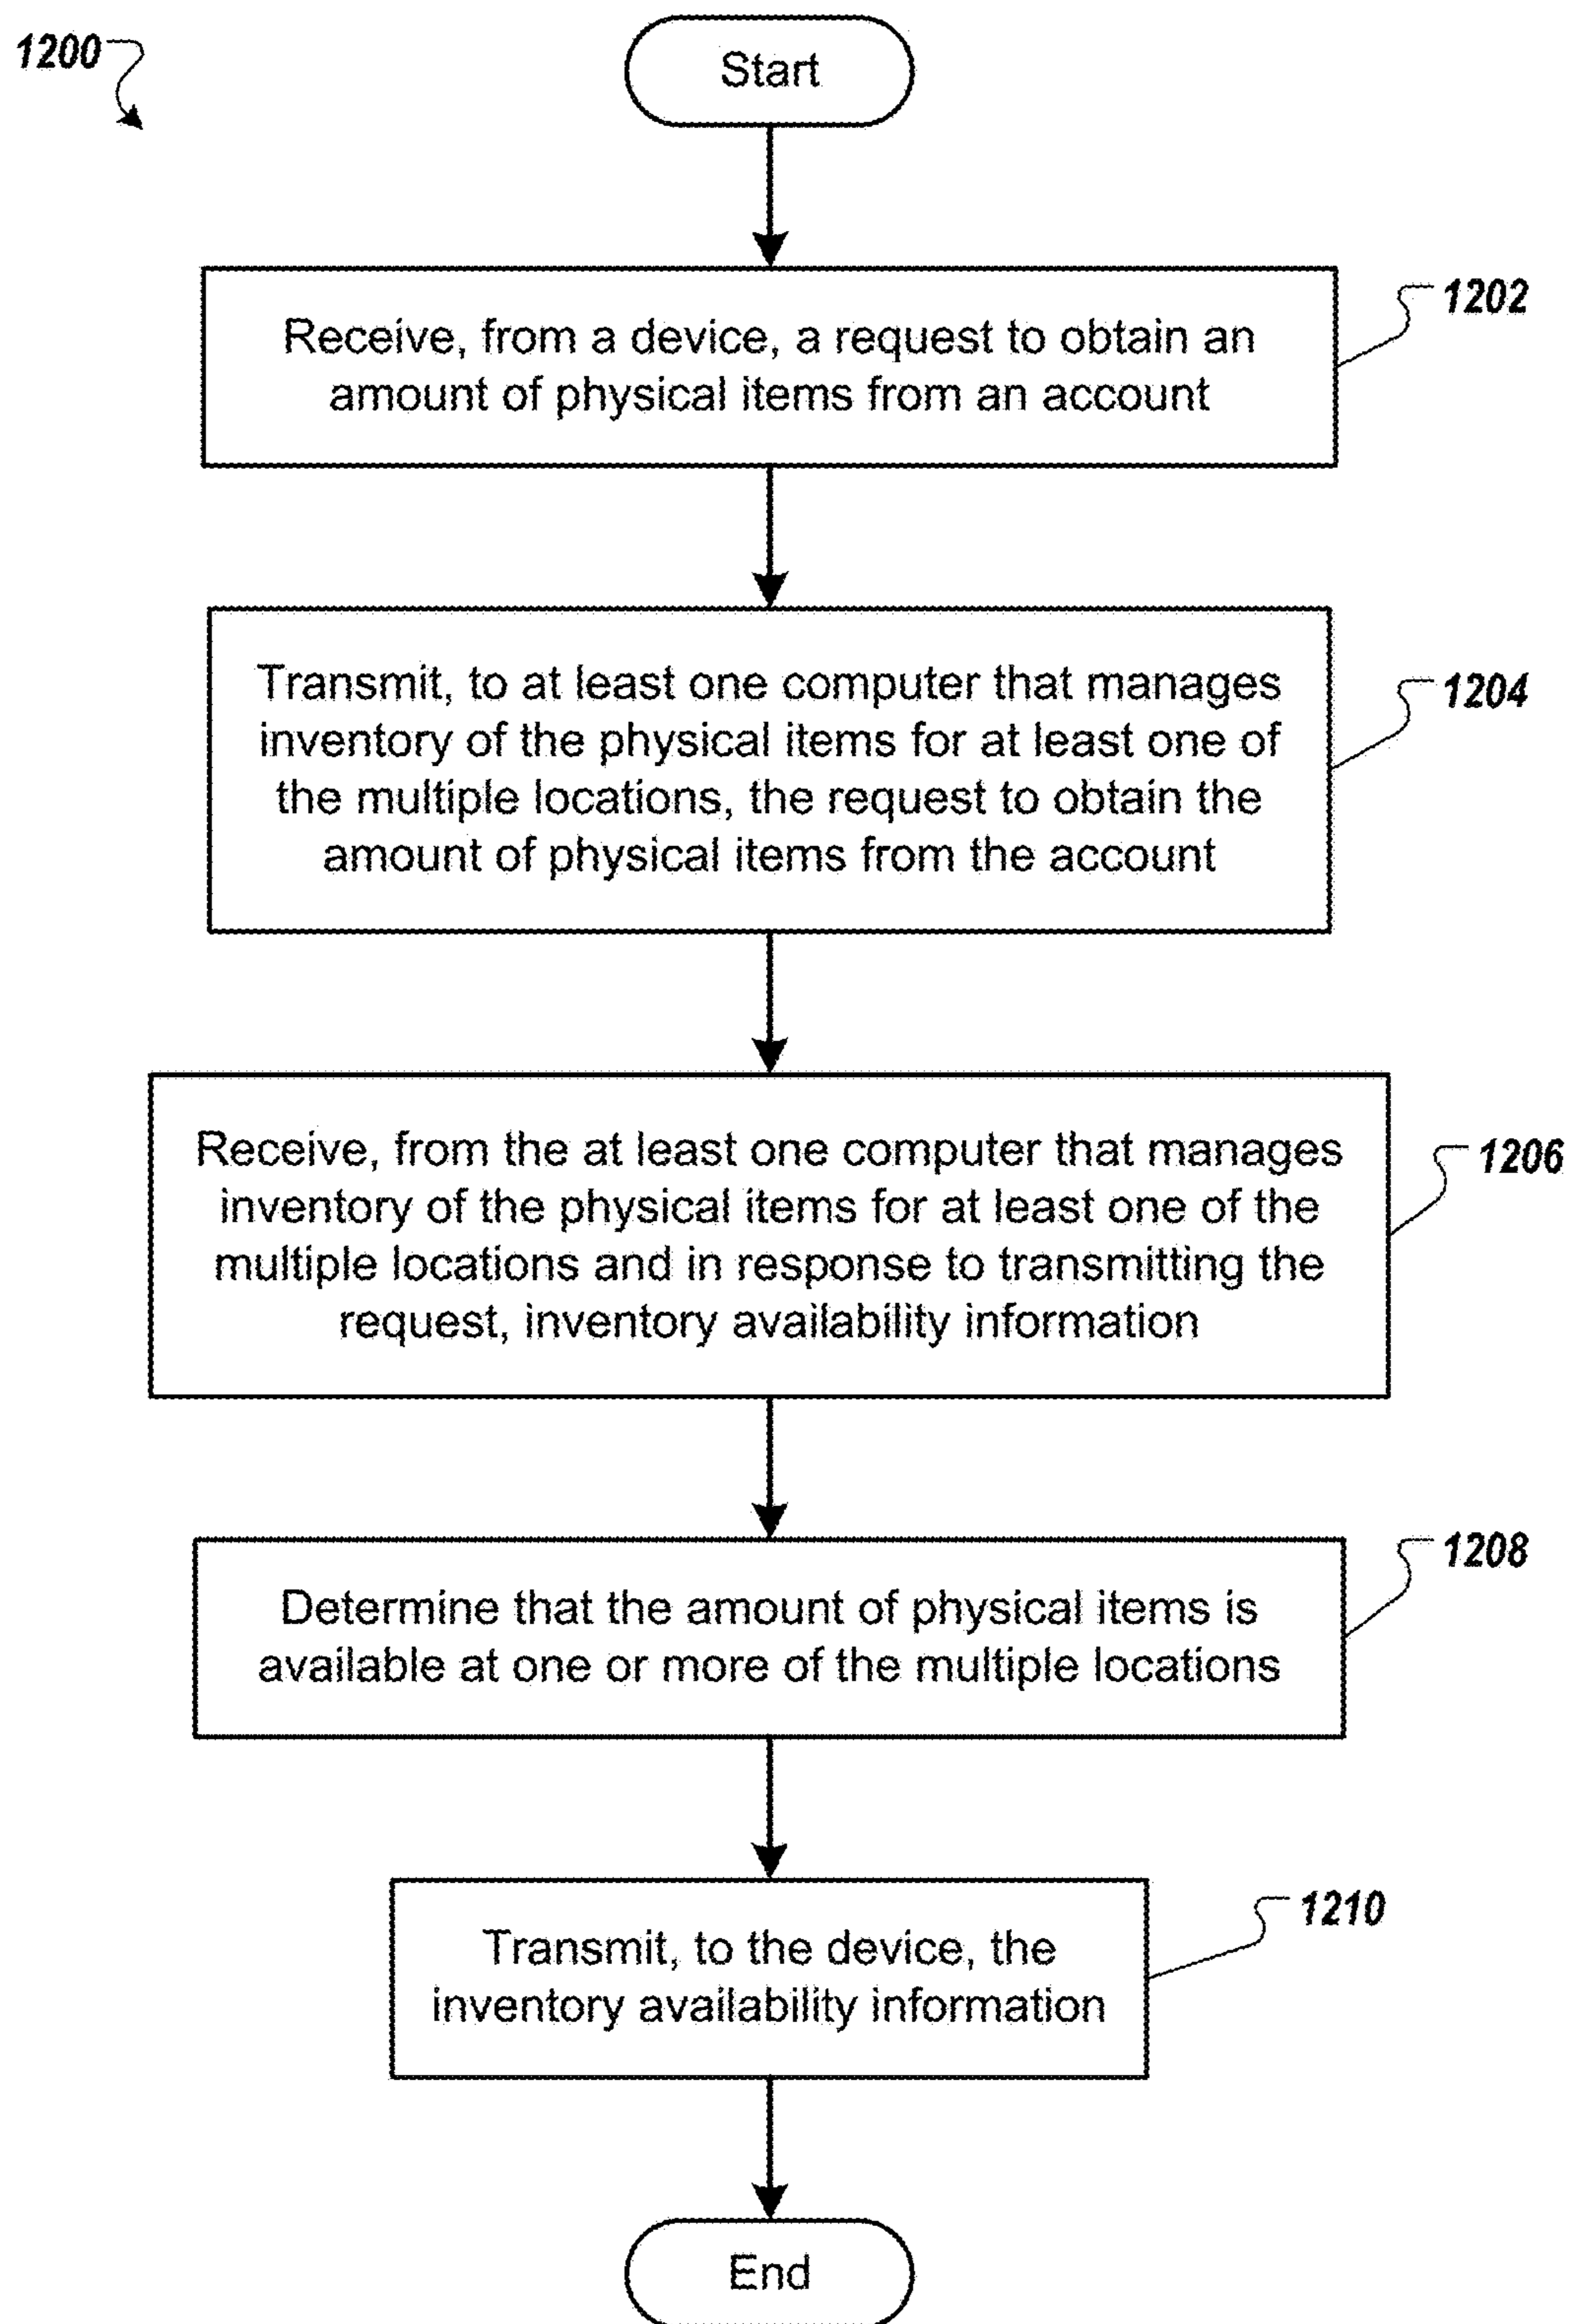 1200
Start
Receive, from a device, a request to obtain an
amount of physical items from an account
1202
Transmit, to at least one computer that manages
inventory of the physical items for at least one of
the multiple locations, the request to obtain the
amount of physical items from the account
1204
Receive, from the at least one computer that manages
inventory of the physical items for at least one of the
multiple locations and in response to transmitting the
request, inventory availability information
1206
Determine that the amount of physical items is
available at one or more of the multiple locations
1208
Transmit, to the device, the
inventory availability information
1210
End